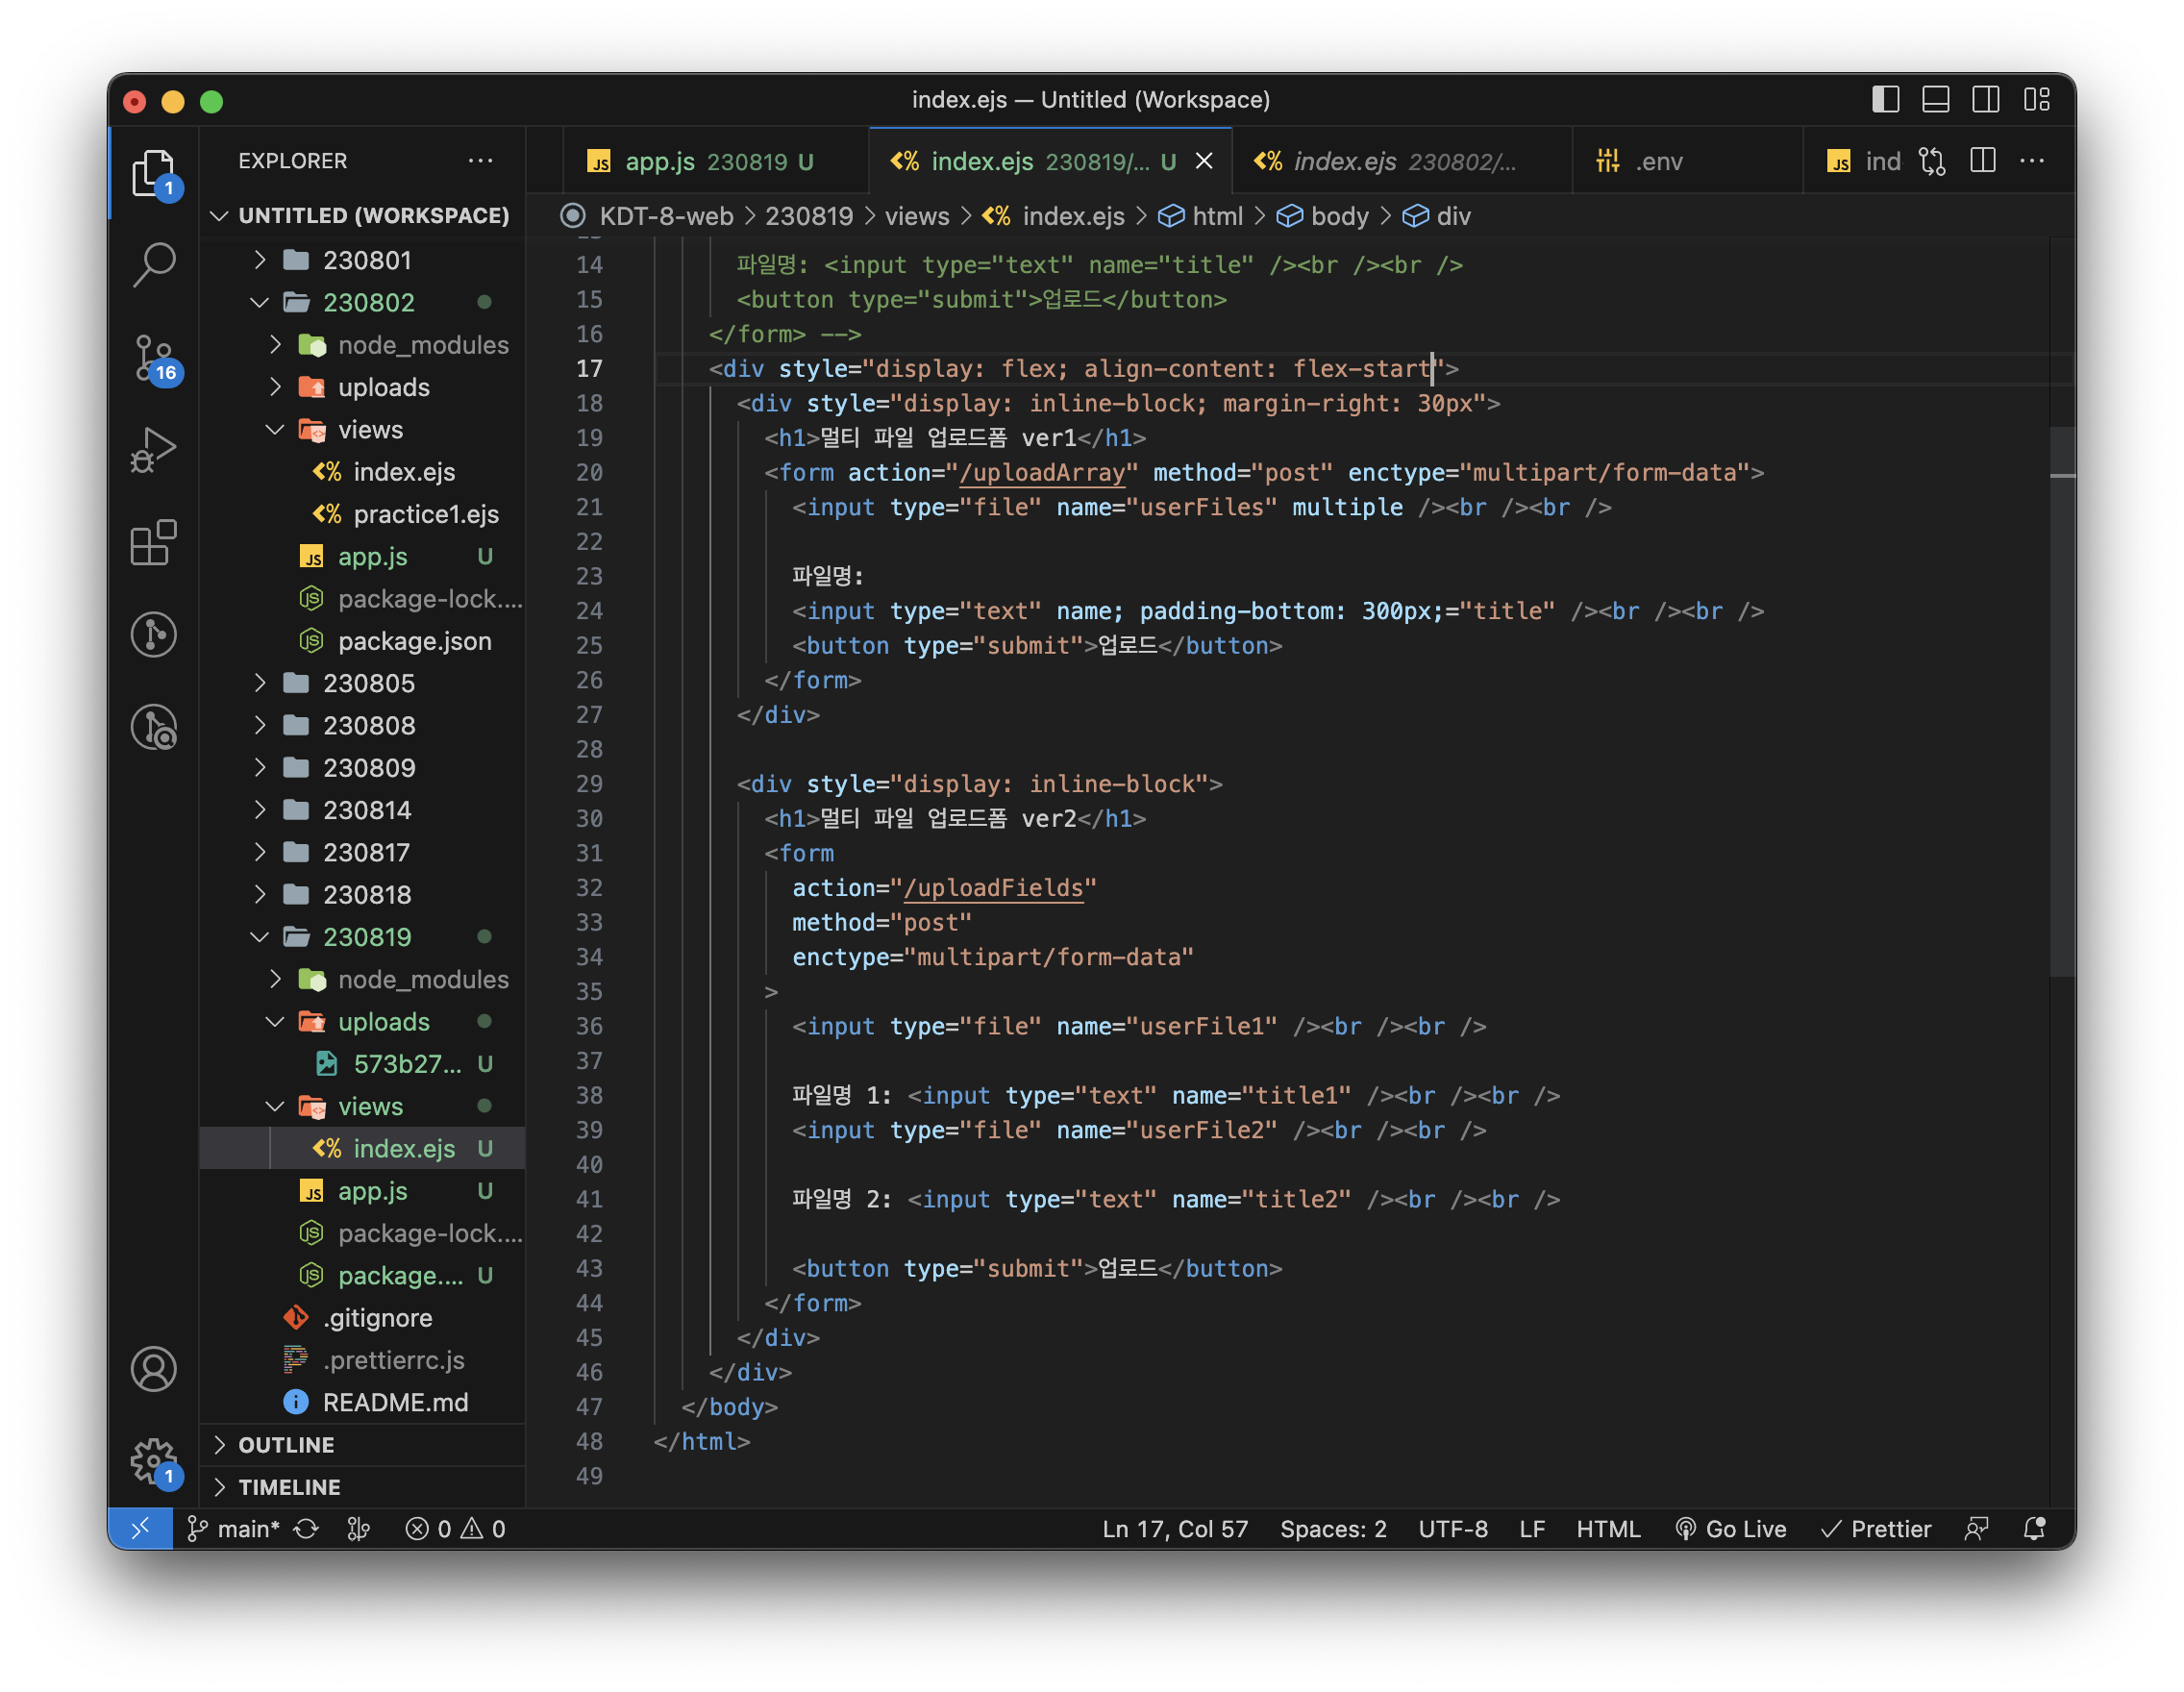 index.ejs — Untitled (Workspace)
EXPLORER
UNTITLED (WORKSPACE)
230801
230802
node_modules
uploads
views
index.ejs
practice1.ejs
app.js U
package-lock....
package.json
230805
230808
230809
230814
230817
230818
230819
node_modules
uploads
573b27... U
views
index.ejs U
app.js U
package-lock....
package.... U
.gitignore
.prettierrc.js
README.md
OUTLINE
TIMELINE
1
16
1
app.js 230819 U
index.ejs 230819/... U
index.ejs 230802/...
.env
ind
KDT-8-web > 230819 > views > index.ejs > html > body > div
14 파일명: <input type="text" name="title" /><br /><br />
15 <button type="submit">업로드</button>
16 </form> -->
17 <div style="display: flex; align-content: flex-start">
18 <div style="display: inline-block; margin-right: 30px">
19 <h1>멀티 파일 업로드폼 ver1</h1>
20 <form action="/uploadArray" method="post" enctype="multipart/form-data">
21 <input type="file" name="userFiles" multiple /><br /><br />
22
23 파일명:
24 <input type="text" name; padding-bottom: 300px;="title" /><br /><br />
25 <button type="submit">업로드</button>
26 </form>
27 </div>
28
29 <div style="display: inline-block">
30 <h1>멀티 파일 업로드폼 ver2</h1>
31 <form
32 action="/uploadFields"
33 method="post"
34 enctype="multipart/form-data"
35 >
36 <input type="file" name="userFile1" /><br /><br />
37
38 파일명 1: <input type="text" name="title1" /><br /><br />
39 <input type="file" name="userFile2" /><br /><br />
40
41 파일명 2: <input type="text" name="title2" /><br /><br />
42
43 <button type="submit">업로드</button>
44 </form>
45 </div>
46 </div>
47 </body>
48 </html>
49
main* 0 0
Ln 17, Col 57 Spaces: 2 UTF-8 LF HTML Go Live Prettier